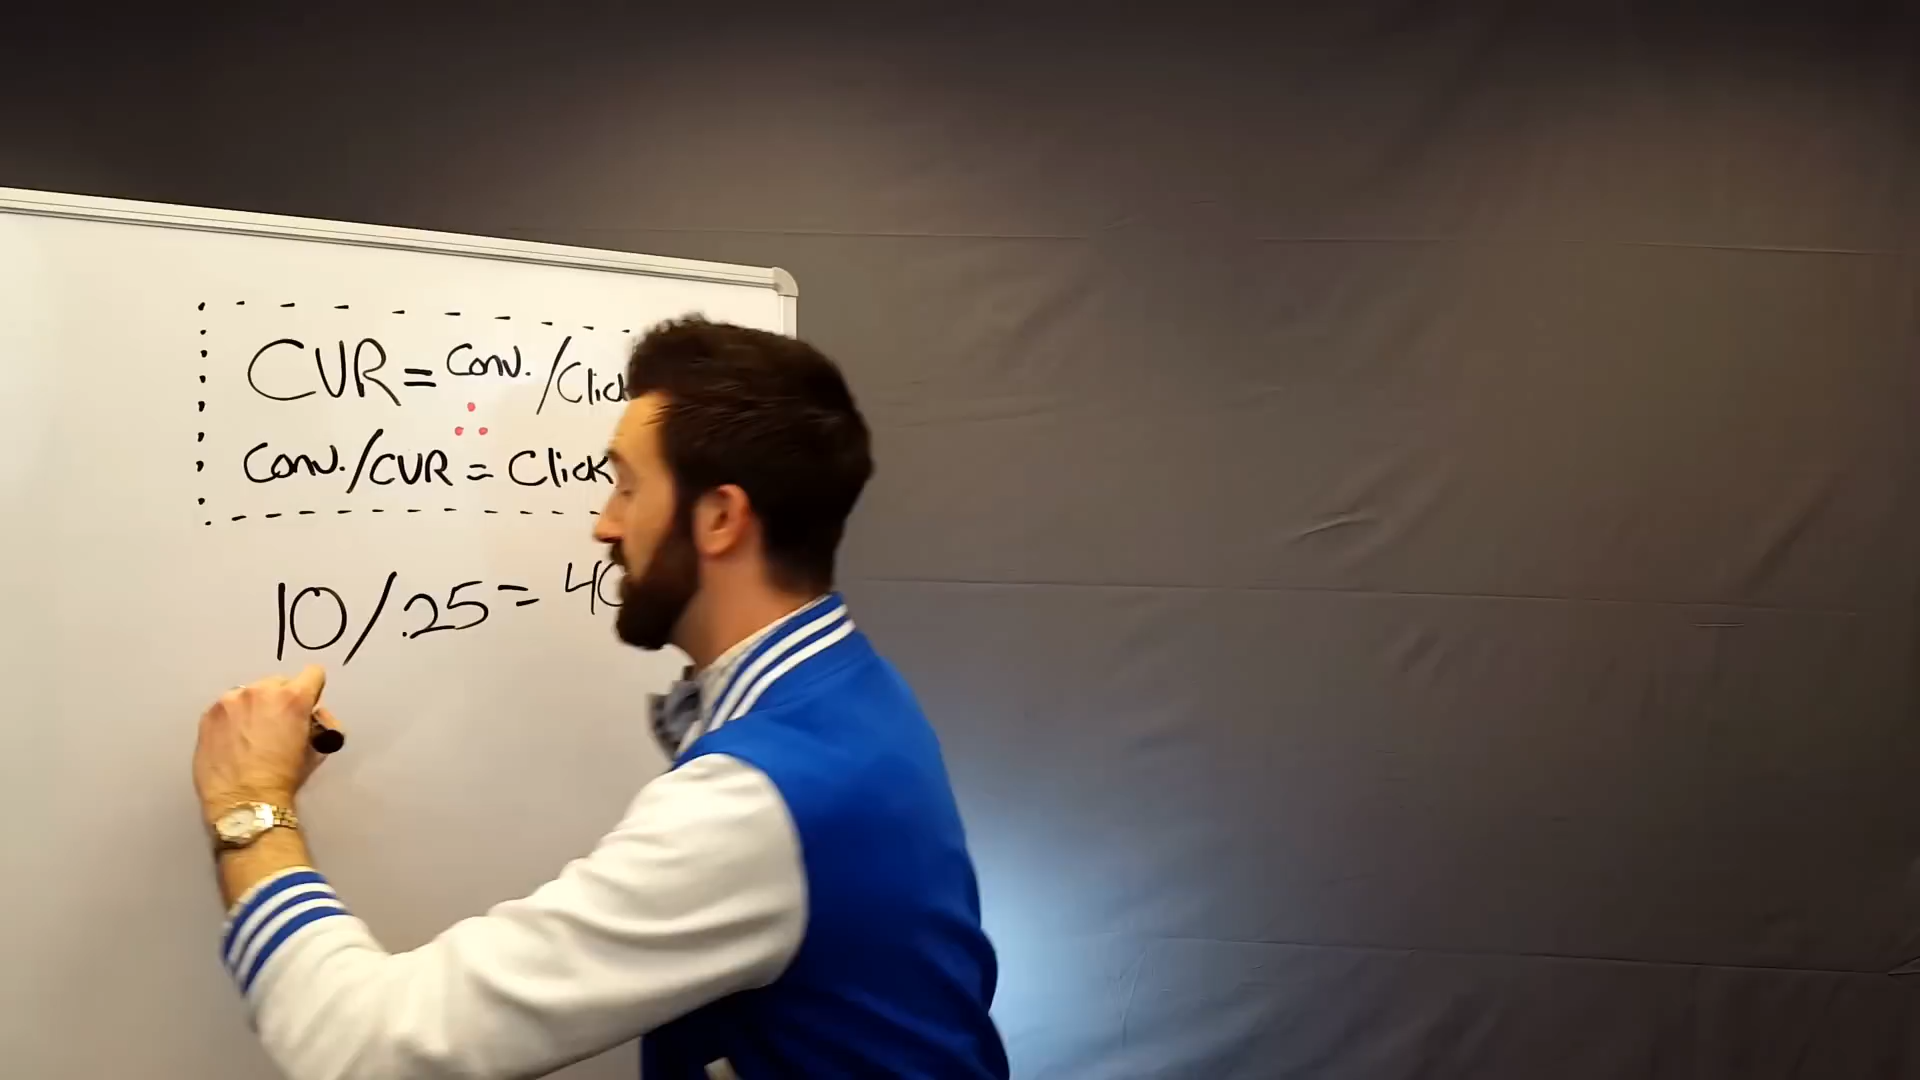 CVR = Conv. / Click
∴
Conv. / CVR = Click
10 / .25 = 40